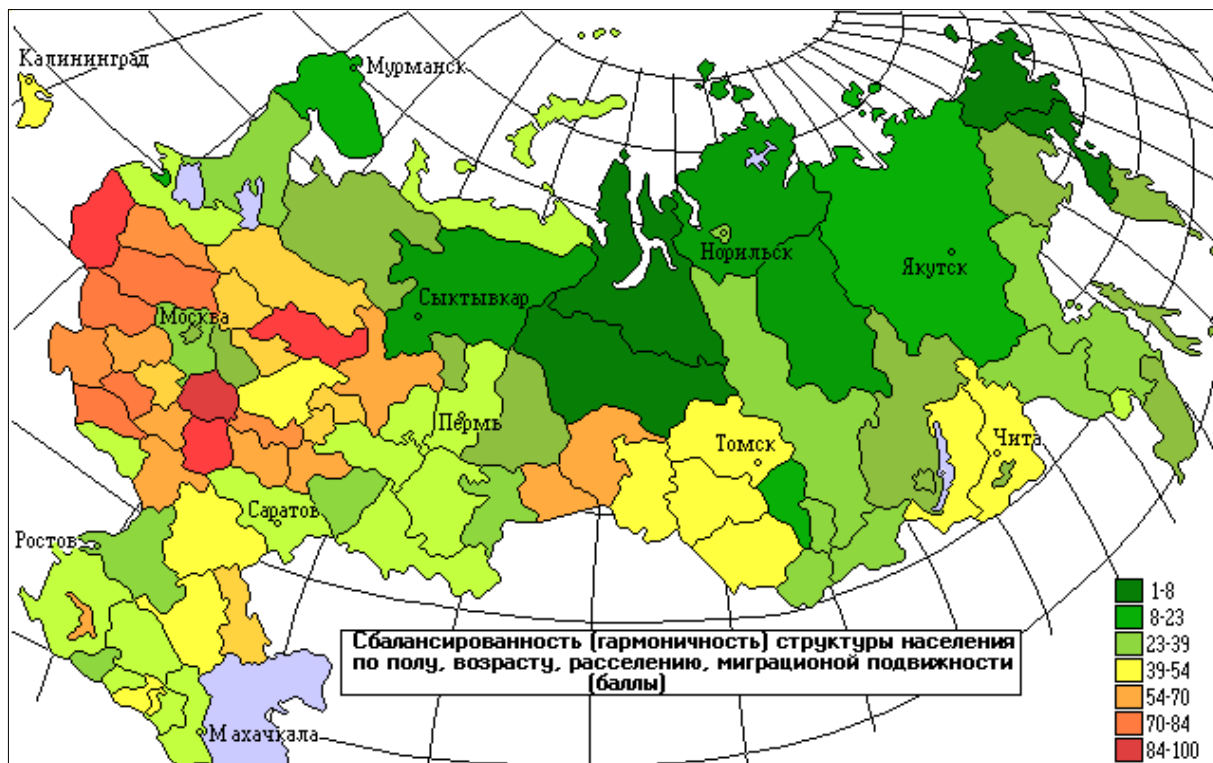 Калининград
Мурманск
Норильск
Якутск
Сыктывкар
Москва
Пермь
Томск
Чита
Саратов
Ростов
Махачкала
Сбалансированность (гармоничность) структуры населения
по полу, возрасту, расселению, миграционой подвижности
(баллы)
1-8
8-23
23-39
39-54
54-70
70-84
84-100